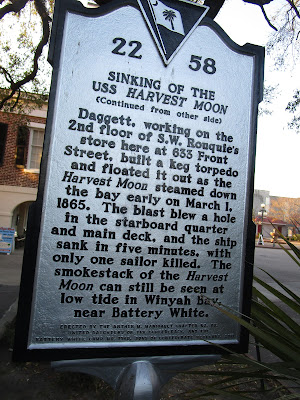 22 58
SINKING OF THE
USS HARVEST MOON
(Continued from other side)
Daggett, working on the
2nd floor of S.W. Rouquie's
store here at 633 Front
Street, built a keg torpedo
and floated it out as the
Harvest Moon steamed down
the bay early on March 1,
1865. The blast blew a hole
in the starboard quarter
and main deck, and the ship
sank in five minutes, with
only one sailor killed. The
smokestack of the Harvest
Moon can still be seen at
low tide in Winyah Bay,
near Battery White.
ERECTED BY THE ARTHUR